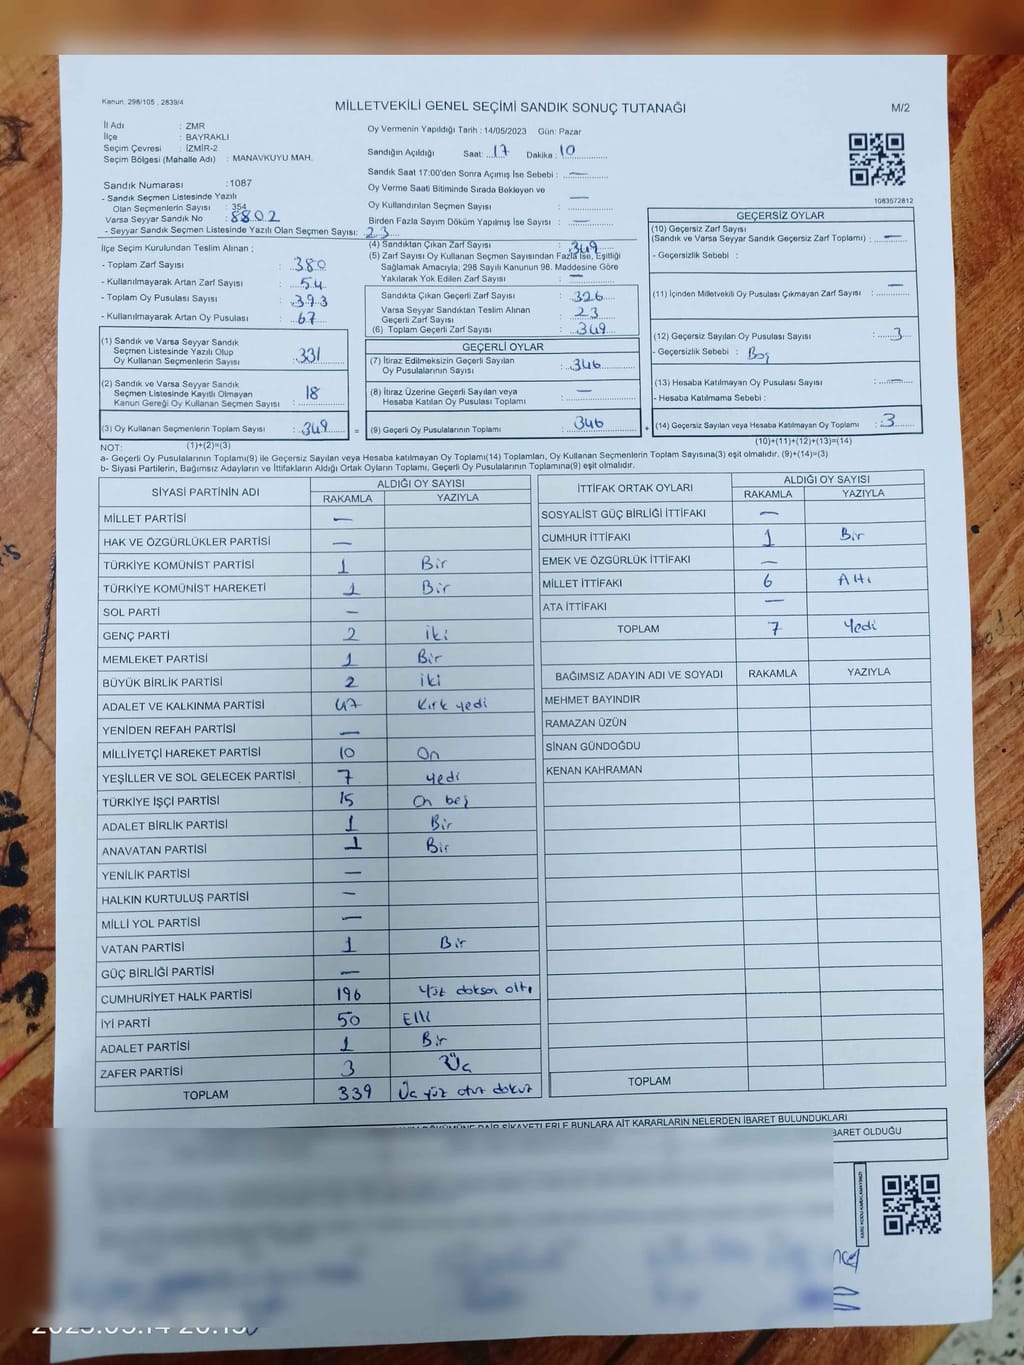 Kanun: 298/105 , 2839/4
MİLLETVEKİLİ GENEL SEÇİMİ SANDIK SONUÇ TUTANAĞI
M/2
İl Adı : ZMR
İlçe : BAYRAKLI
Seçim Çevresi : İZMİR-2
Seçim Bölgesi (Mahalle Adı) : MANAVKUYU MAH.
Sandık Numarası : 1087
- Sandık Seçmen Listesinde Yazılı
Olan Seçmenlerin Sayısı : 354
Varsa Seyyar Sandık No : 8802
- Seyyar Sandık Seçmen Listesinde Yazılı Olan Seçmen Sayısı: 23
Oy Vermenin Yapıldığı Tarih : 14/05/2023 Gün: Pazar
Sandığın Açıldığı Saat: 17 Dakika : 10
Sandık Saat 17:00'den Sonra Açımış İse Sebebi : —
Oy Verme Saati Bitiminde Sırada Bekleyen ve
Oy Kullandırılan Seçmen Sayısı : —
Birden Fazla Sayım Döküm Yapılmış İse Sayısı : —
1083572812
İlçe Seçim Kurulundan Teslim Alınan ;
- Toplam Zarf Sayısı : 380
- Kullanılmayarak Artan Zarf Sayısı : 54
- Toplam Oy Pusulası Sayısı : 393
- Kullanılmayarak Artan Oy Pusulası : 67
(4) Sandıktan Çıkan Zarf Sayısı : 349
(5) Zarf Sayısı Oy Kullanan Seçmen Sayısından Fazla İse, Eşitliği
Sağlamak Amacıyla; 298 Sayılı Kanunun 98. Maddesine Göre
Yakılarak Yok Edilen Zarf Sayısı : —
Sandıkta Çıkan Geçerli Zarf Sayısı : 326
Varsa Seyyar Sandıktan Teslim Alınan
Geçerli Zarf Sayısı : 23
(6) Toplam Geçerli Zarf Sayısı : 349
GEÇERSİZ OYLAR
(10) Geçersiz Zarf Sayısı
(Sandık ve Varsa Seyyar Sandık Geçersiz Zarf Toplamı) : —
- Geçersizlik Sebebi :
(11) İçinden Milletvekili Oy Pusulası Çıkmayan Zarf Sayısı : —
(12) Geçersiz Sayılan Oy Pusulası Sayısı : 3
- Geçersizlik Sebebi : Boş
(13) Hesaba Katılmayan Oy Pusulası Sayısı : —
- Hesaba Katılmama Sebebi :
(14) Geçersiz Sayılan veya Hesaba Katılmayan Oy Toplamı : 3
(10)+(11)+(12)+(13)=(14)
(1) Sandık ve Varsa Seyyar Sandık
Seçmen Listesinde Yazılı Olup
Oy Kullanan Seçmenlerin Sayısı : 331
(2) Sandık ve Varsa Seyyar Sandık
Seçmen Listesinde Kayıtlı Olmayan
Kanun Gereği Oy Kullanan Seçmen Sayısı : 18
(3) Oy Kullanan Seçmenlerin Toplam Sayısı : 349 =
(1)+(2)=(3)
GEÇERLİ OYLAR
(7) İtiraz Edilmeksizin Geçerli Sayılan
Oy Pusulalarının Sayısı : 346
(8) İtiraz Üzerine Geçerli Sayılan veya
Hesaba Katılan Oy Pusulası Toplamı : —
(9) Geçerli Oy Pusulalarının Toplamı : 346 +
NOT:
a- Geçerli Oy Pusulalarının Toplamı(9) ile Geçersiz Sayılan veya Hesaba katılmayan Oy Toplamı(14) Toplamları, Oy Kullanan Seçmenlerin Toplam Sayısına(3) eşit olmalıdır. (9)+(14)=(3)
b- Siyasi Partilerin, Bağımsız Adayların ve İttifakların Aldığı Ortak Oyların Toplamı, Geçerli Oy Pusulalarının Toplamına(9) eşit olmalıdır.
SİYASİ PARTİNİN ADI ALDIĞI OY SAYISI
RAKAMLA YAZIYLA
MİLLET PARTİSİ —
HAK VE ÖZGÜRLÜKLER PARTİSİ —
TÜRKİYE KOMÜNİST PARTİSİ 1 Bir
TÜRKİYE KOMÜNİST HAREKETİ 1 Bir
SOL PARTİ —
GENÇ PARTİ 2 iki
MEMLEKET PARTİSİ 1 Bir
BÜYÜK BİRLİK PARTİSİ 2 iki
ADALET VE KALKINMA PARTİSİ 47 Kırk yedi
YENİDEN REFAH PARTİSİ —
MİLLİYETÇİ HAREKET PARTİSİ 10 On
YEŞİLLER VE SOL GELECEK PARTİSİ 7 yedi
TÜRKİYE İŞÇİ PARTİSİ 15 On beş
ADALET BİRLİK PARTİSİ 1 Bir
ANAVATAN PARTİSİ 1 Bir
YENİLİK PARTİSİ —
HALKIN KURTULUŞ PARTİSİ —
MİLLİ YOL PARTİSİ —
VATAN PARTİSİ 1 Bir
GÜÇ BİRLİĞİ PARTİSİ —
CUMHURİYET HALK PARTİSİ 196 Yüz doksan altı
İYİ PARTİ 50 Elli
ADALET PARTİSİ 1 Bir
ZAFER PARTİSİ 3 Üç
TOPLAM 339 Üç yüz otuz dokuz
İTTİFAK ORTAK OYLARI ALDIĞI OY SAYISI
RAKAMLA YAZIYLA
SOSYALİST GÜÇ BİRLİĞİ İTTİFAKI —
CUMHUR İTTİFAKI 1 Bir
EMEK VE ÖZGÜRLÜK İTTİFAKI —
MİLLET İTTİFAKI 6 Altı
ATA İTTİFAKI —
TOPLAM 7 Yedi
BAĞIMSIZ ADAYIN ADI VE SOYADI RAKAMLA YAZIYLA
MEHMET BAYINDIR
RAMAZAN ÜZÜN
SİNAN GÜNDOĞDU
KENAN KAHRAMAN
TOPLAM
DÖKÜMÜNE DAİR ŞİKAYETLERLE BUNLARA AİT KARARLARIN NELERDEN İBARET BULUNDUKLARI
BARET OLDUĞU